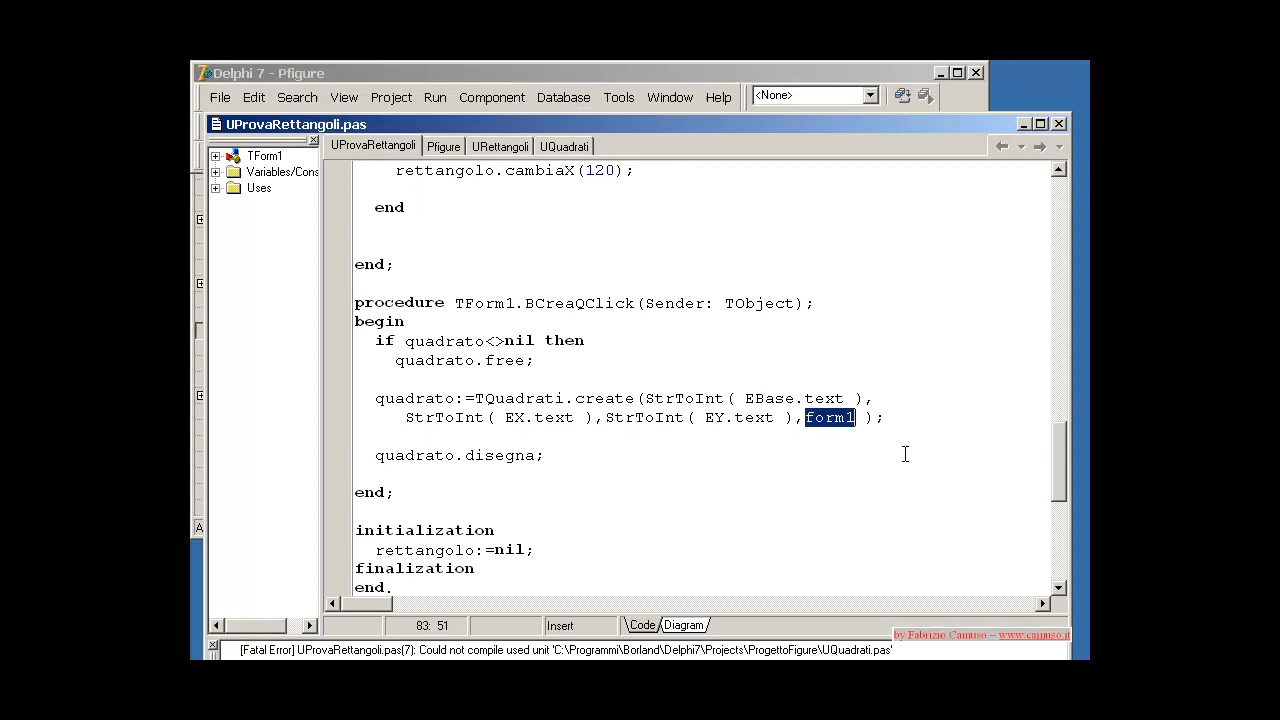 Delphi 7 - Pfigure
File Edit Search View Project Run Component Database Tools Window Help <None>
UProvaRettangoli.pas
UProvaRettangoli Pfigure URettangoli UQuadrati
TForm1
Variables/Cons
Uses
rettangolo.cambiaX(120);
end
end;
procedure TForm1.BCreaQClick(Sender: TObject);
begin
if quadrato<>nil then
quadrato.free;
quadrato:=TQuadrati.create(StrToInt( EBase.text ),
StrToInt( EX.text ),StrToInt( EY.text ),form1 );
quadrato.disegna;
end;
initialization
rettangolo:=nil;
finalization
end.
A
83: 51 Insert Code Diagram
by Fabrizio Camuso – www.camuso.it
[Fatal Error] UProvaRettangoli.pas(7): Could not compile used unit 'C:\Programmi\Borland\Delphi7\Projects\ProgettoFigure\UQuadrati.pas'